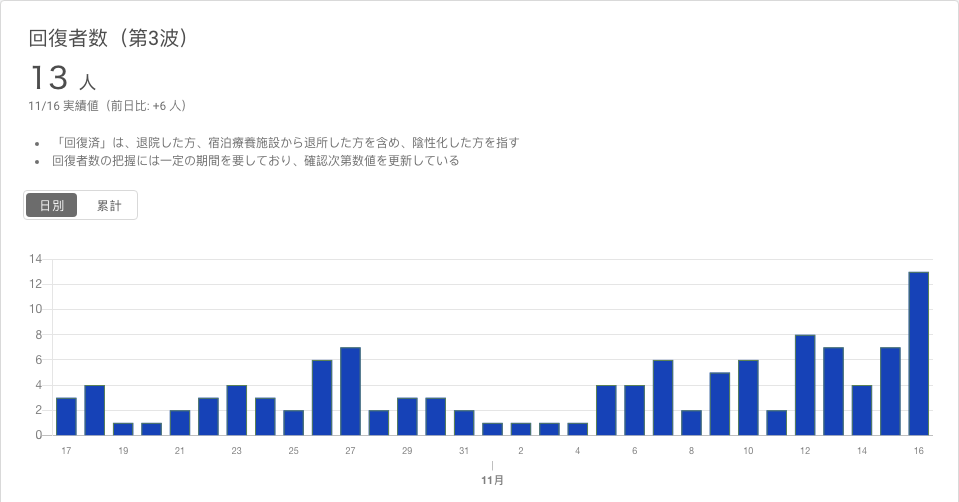 回復者数（第3波）
13 人
11/16 実績値（前日比: +6 人）
• 「回復済」は、退院した方、宿泊療養施設から退所した方を含め、陰性化した方を指す
• 回復者数の把握には一定の期間を要しており、確認次第数値を更新している
日別 累計
14
12
10
8
6
4
2
0
17 19 21 23 25 27 29 31 2 4 6 8 10 12 14 16
11月